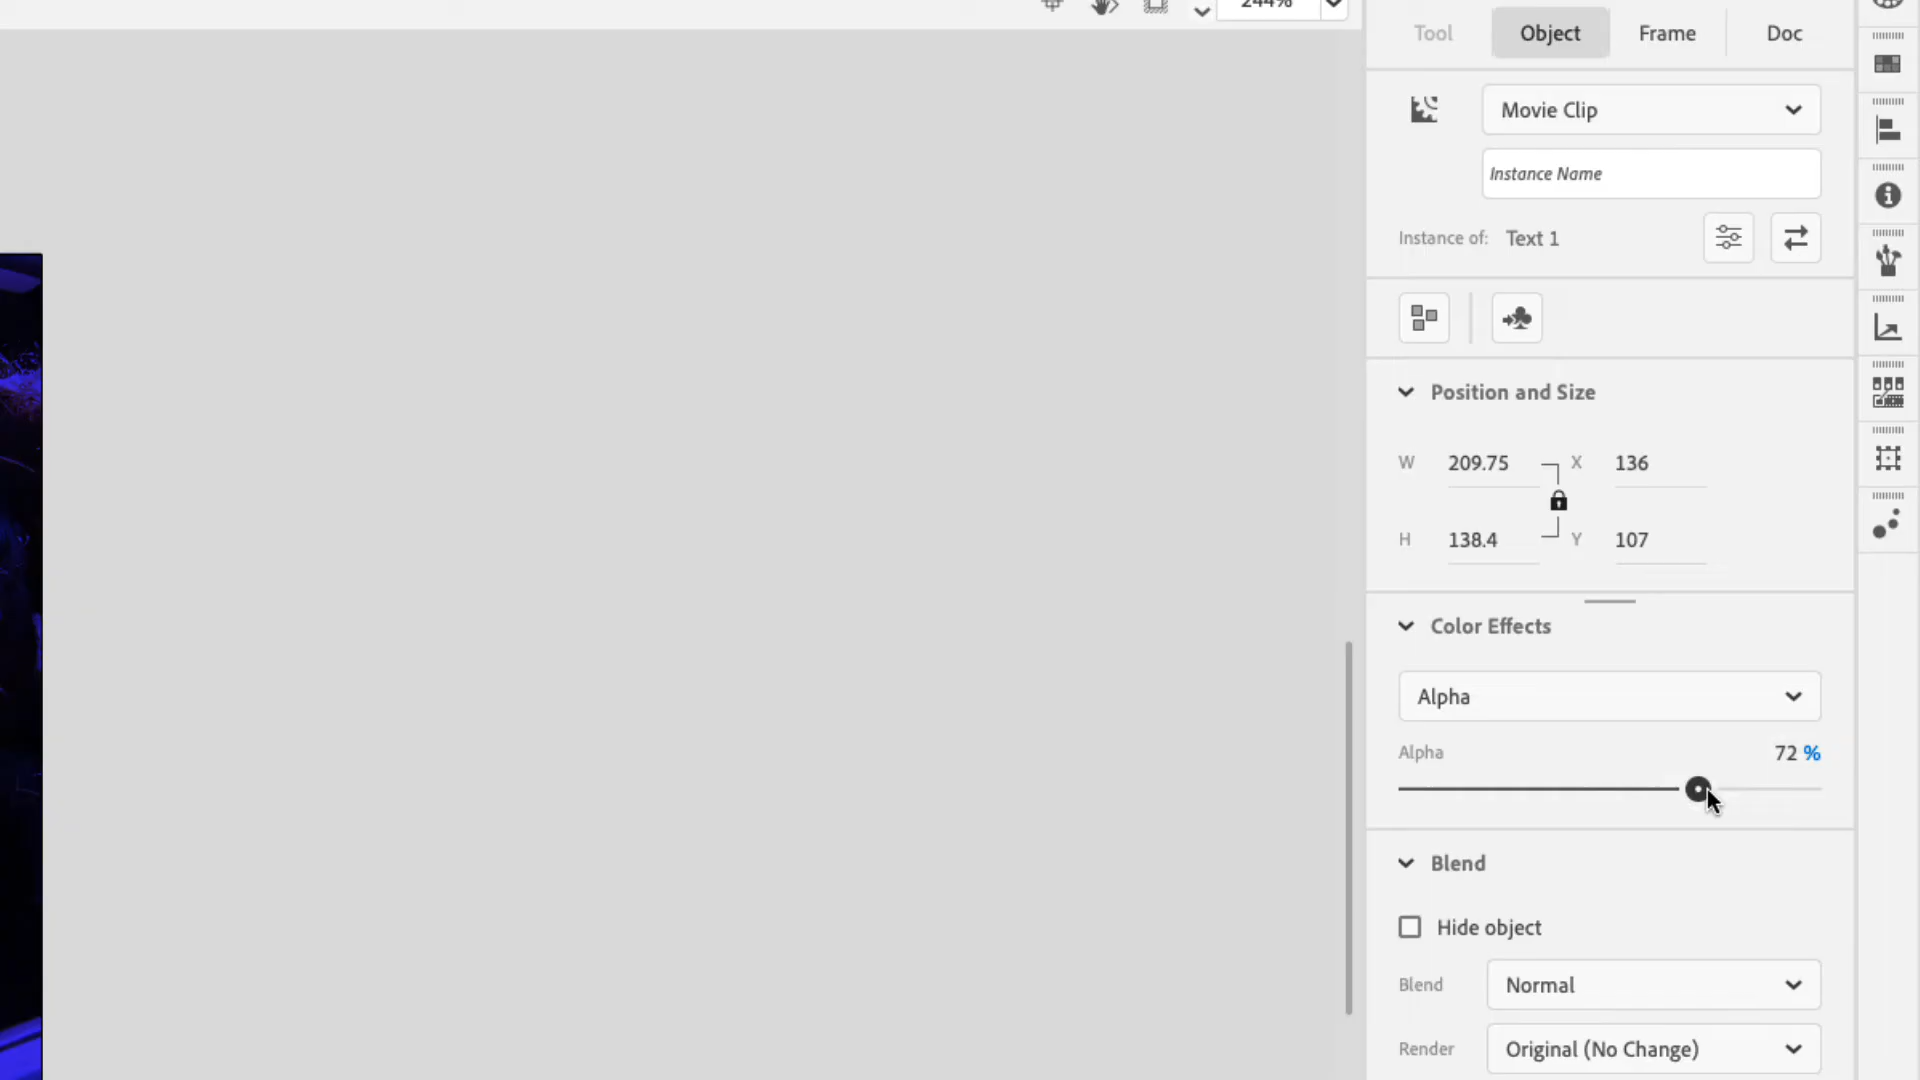 244%
Tool Object Frame Doc
Movie Clip
Instance Name
Instance of: Text 1
Position and Size
W 209.75 X 136
H 138.4 Y 107
Color Effects
Alpha
Alpha 72 %
Blend
Hide object
Blend Normal
Render Original (No Change)